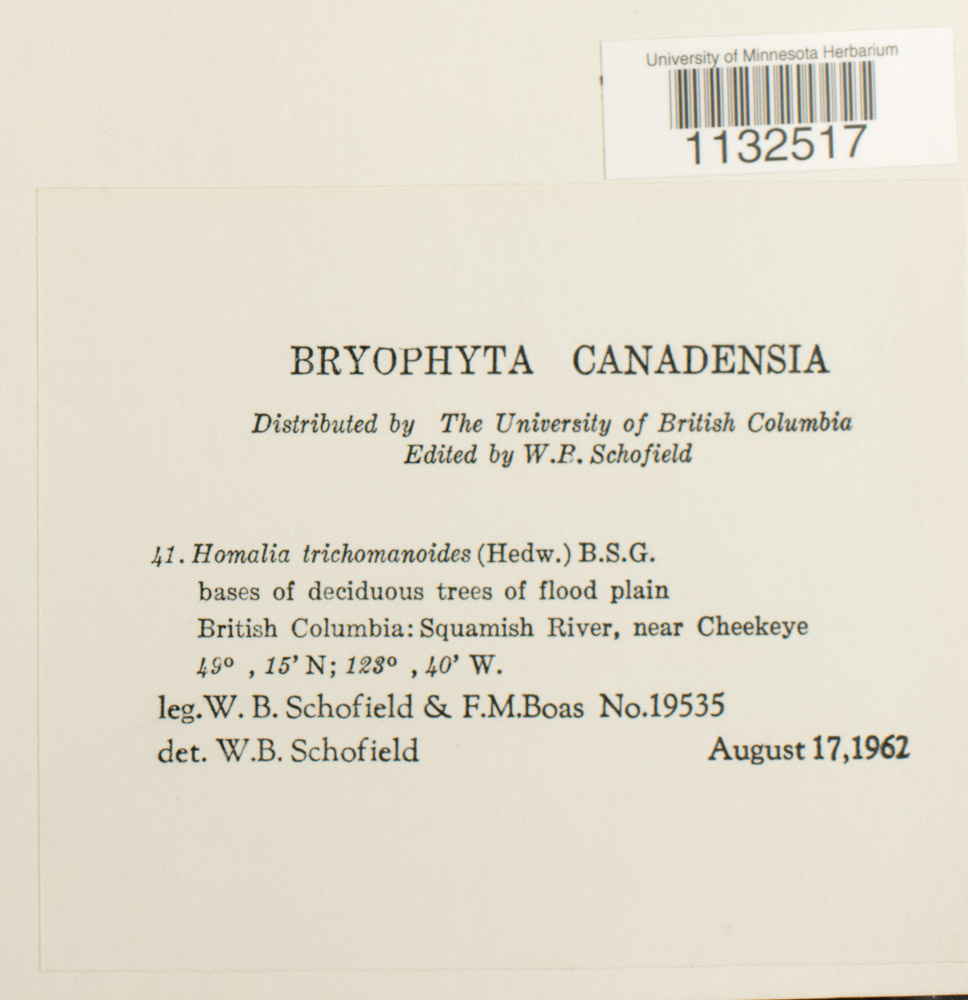 University of Minnesota Herbarium
1132517
BRYOPHYTA CANADENSIA
Distributed by The University of British Columbia
Edited by W.B. Schofield
41. Homalia trichomanoides (Hedw.) B.S.G.
bases of deciduous trees of flood plain
British Columbia: Squamish River, near Cheekeye
49° , 15' N; 123° , 40' W.
leg. W. B. Schofield & F.M.Boas No.19535
det. W.B. Schofield August 17,1962